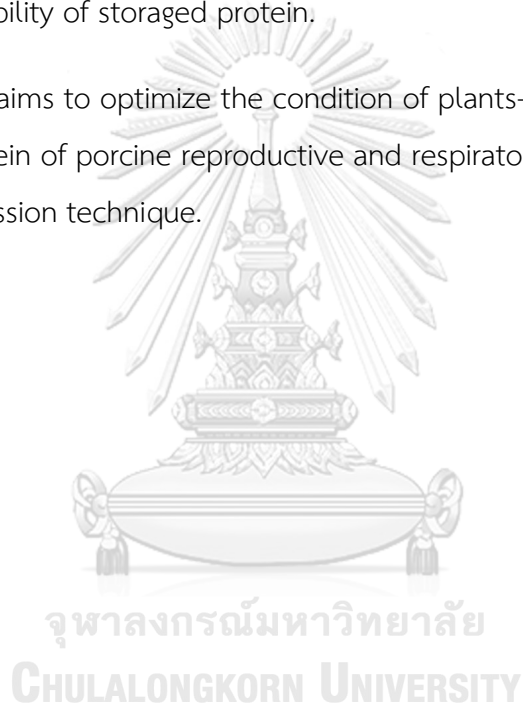 bility of storaged protein.
aims to optimize the condition of plants-
ein of porcine reproductive and respirato
ssion technique.
จุฬาลงกรณ์มหาวิทยาลัย
CHULALONGKORN UNIVERSITY